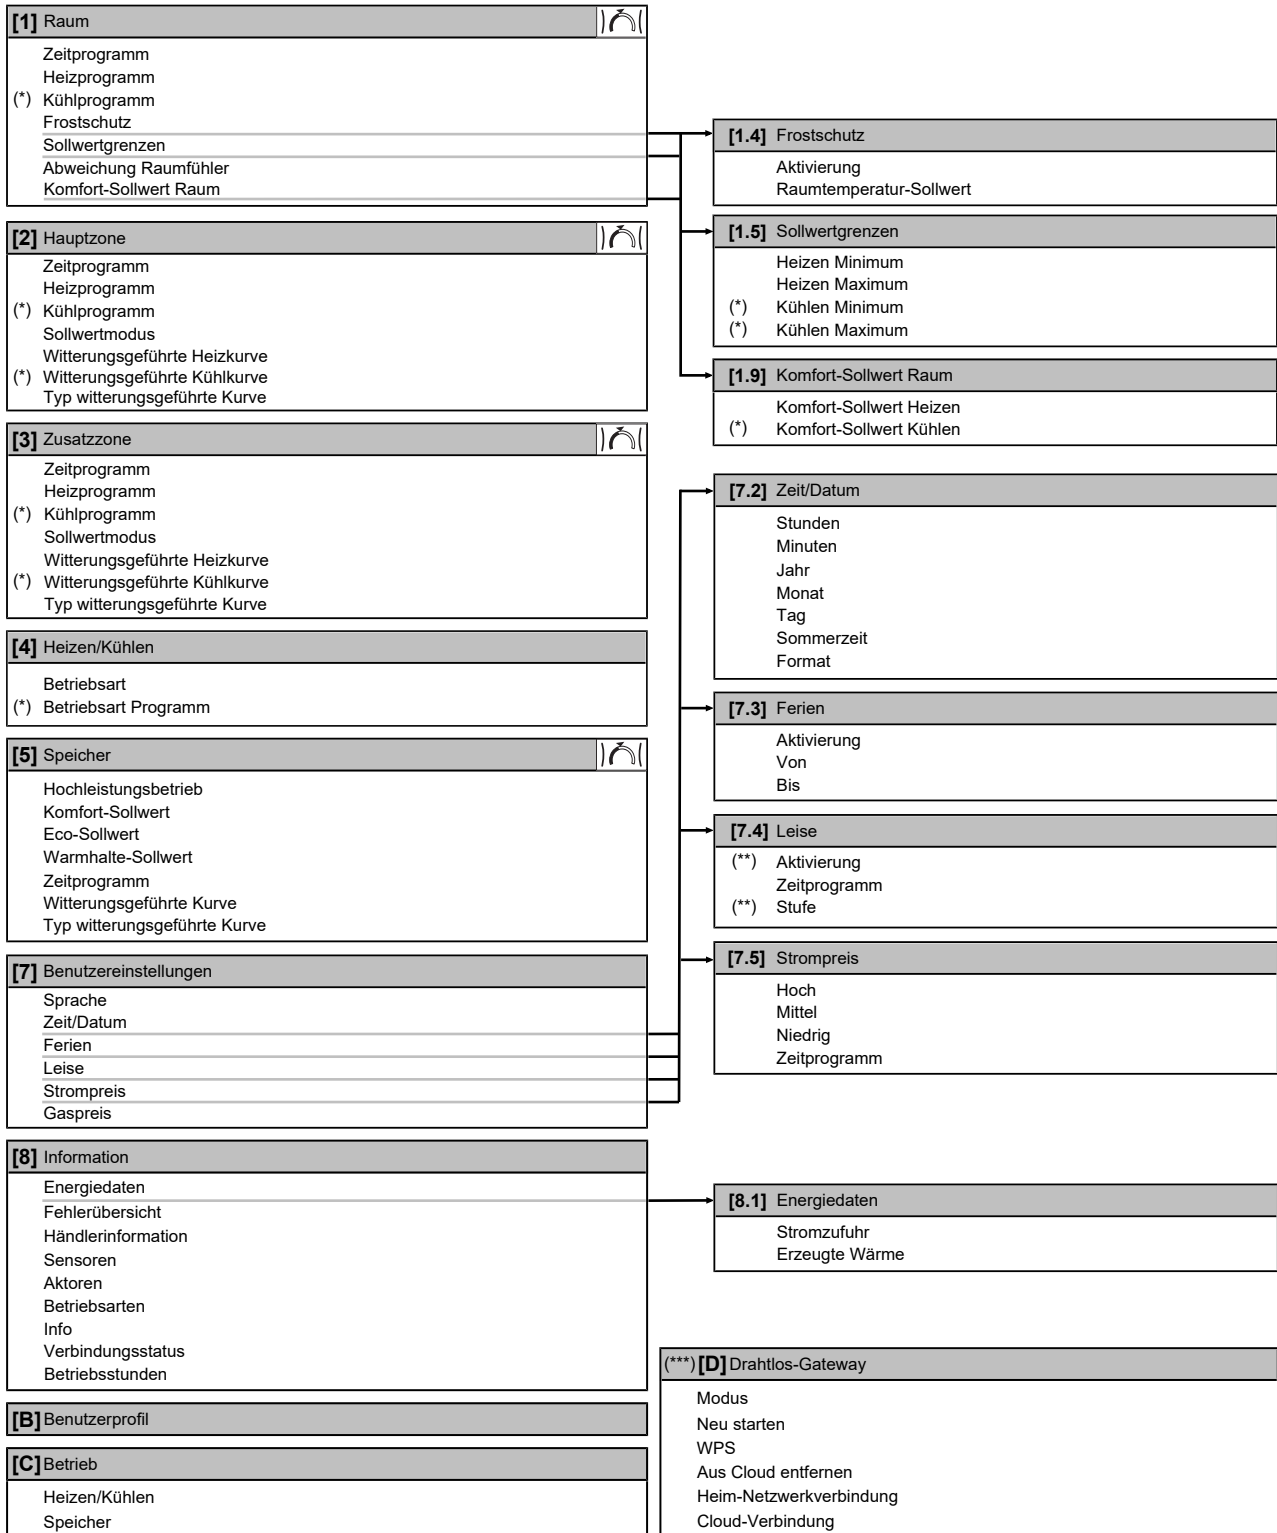 [1] Raum
Zeitprogramm
Heizprogramm
(*) Kühlprogramm
Frostschutz
Sollwertgrenzen
Abweichung Raumfühler
Komfort-Sollwert Raum
[2] Hauptzone
Zeitprogramm
Heizprogramm
(*) Kühlprogramm
Sollwertmodus
Witterungsgeführte Heizkurve
(*) Witterungsgeführte Kühlkurve
Typ witterungsgeführte Kurve
[3] Zusatzzone
Zeitprogramm
Heizprogramm
(*) Kühlprogramm
Sollwertmodus
Witterungsgeführte Heizkurve
(*) Witterungsgeführte Kühlkurve
Typ witterungsgeführte Kurve
[4] Heizen/Kühlen
Betriebsart
(*) Betriebsart Programm
[5] Speicher
Hochleistungsbetrieb
Komfort-Sollwert
Eco-Sollwert
Warmhalte-Sollwert
Zeitprogramm
Witterungsgeführte Kurve
Typ witterungsgeführte Kurve
[7] Benutzereinstellungen
Sprache
Zeit/Datum
Ferien
Leise
Strompreis
Gaspreis
[8] Information
Energiedaten
Fehlerübersicht
Händlerinformation
Sensoren
Aktoren
Betriebsarten
Info
Verbindungsstatus
Betriebsstunden
[B] Benutzerprofil
[C] Betrieb
Heizen/Kühlen
Speicher
[1.4] Frostschutz
Aktivierung
Raumtemperatur-Sollwert
[1.5] Sollwertgrenzen
Heizen Minimum
Heizen Maximum
(*) Kühlen Minimum
(*) Kühlen Maximum
[1.9] Komfort-Sollwert Raum
Komfort-Sollwert Heizen
(*) Komfort-Sollwert Kühlen
[7.2] Zeit/Datum
Stunden
Minuten
Jahr
Monat
Tag
Sommerzeit
Format
[7.3] Ferien
Aktivierung
Von
Bis
[7.4] Leise
(**) Aktivierung
Zeitprogramm
(**) Stufe
[7.5] Strompreis
Hoch
Mittel
Niedrig
Zeitprogramm
[8.1] Energiedaten
Stromzufuhr
Erzeugte Wärme
(***) [D] Drahtlos-Gateway
Modus
Neu starten
WPS
Aus Cloud entfernen
Heim-Netzwerkverbindung
Cloud-Verbindung